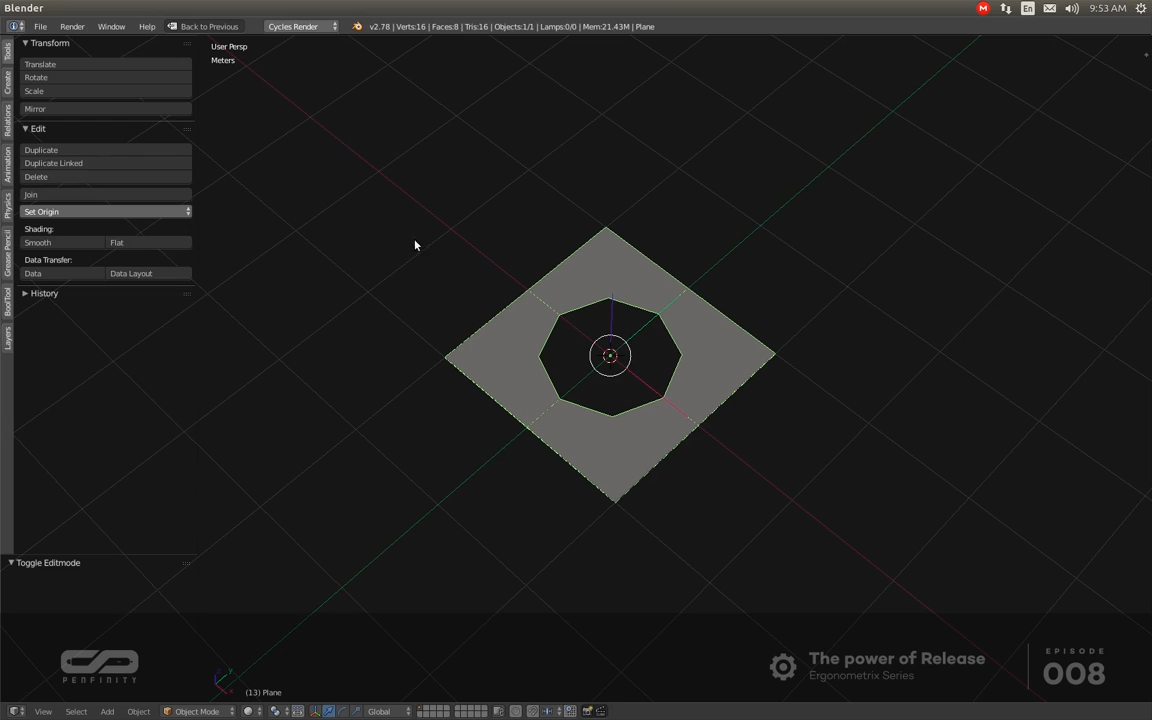 Blender
En
9:53 AM
File Render Window Help Back to Previous Cycles Render v2.78 | Verts:16 | Faces:8 | Tris:16 | Objects:1/1 | Lamps:0/0 | Mem:21.43M | Plane
Tools
Create
Relations
Animation
Physics
Grease Pencil
BoolTool
Layers
Transform
Translate
Rotate
Scale
Mirror
Edit
Duplicate
Duplicate Linked
Delete
Join
Set Origin
Shading:
Smooth Flat
Data Transfer:
Data Data Layout
History
Toggle Editmode
User Persp
Meters
PENFINITY
The power of Release
Ergonometrix Series
EPISODE
008
(13) Plane
View Select Add Object Object Mode Global